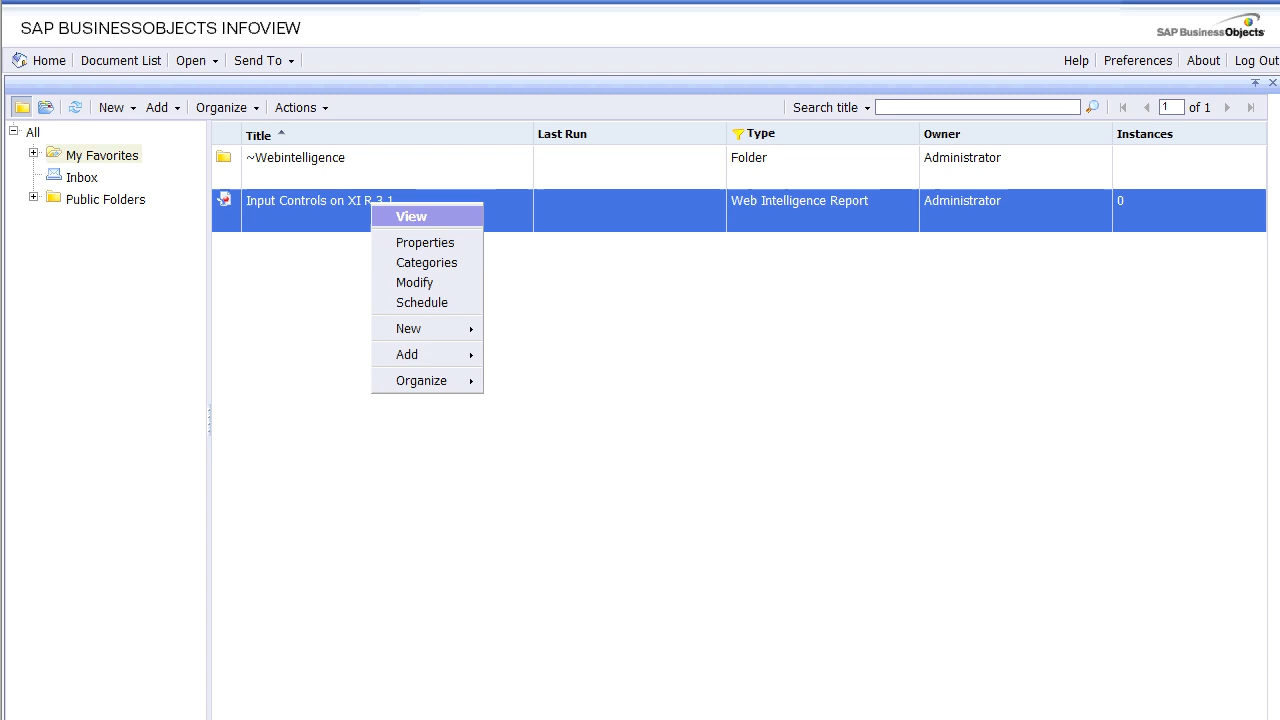 SAP BUSINESSOBJECTS INFOVIEW
SAP BusinessObjects
Home Document List Open Send To Help Preferences About Log Out
New Add Organize Actions Search title 1 of 1
All
My Favorites
Inbox
Public Folders
Title Last Run Type Owner Instances
~Webintelligence Folder Administrator
Input Controls on XI R 3.1 Web Intelligence Report Administrator 0
View
Properties
Categories
Modify
Schedule
New
Add
Organize